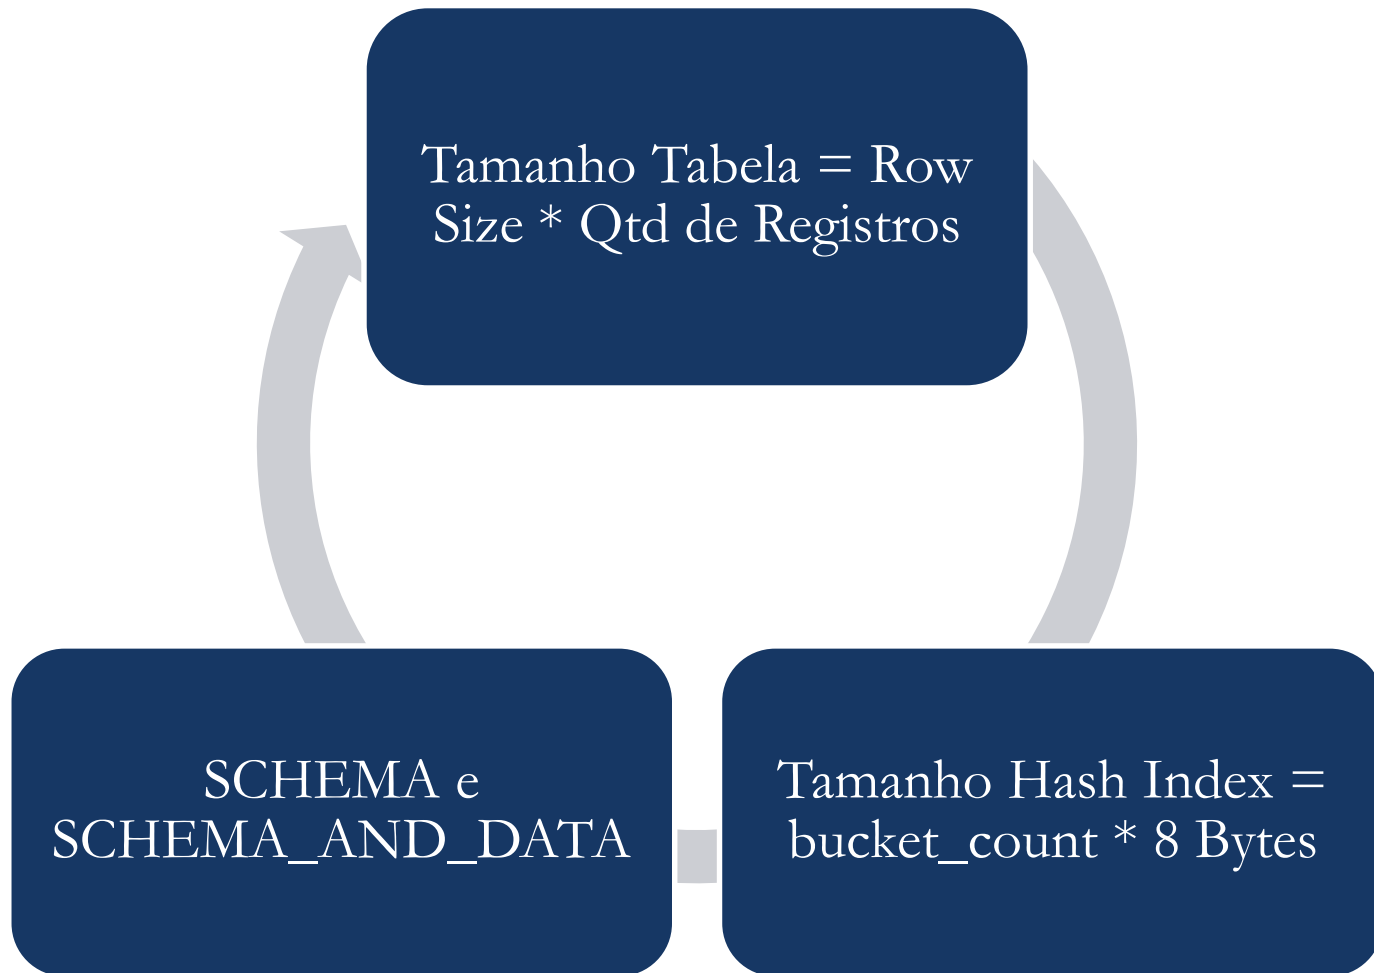 Tamanho Tabela = Row
Size * Qtd de Registros
SCHEMA e
SCHEMA_AND_DATA
Tamanho Hash Index =
bucket_count * 8 Bytes